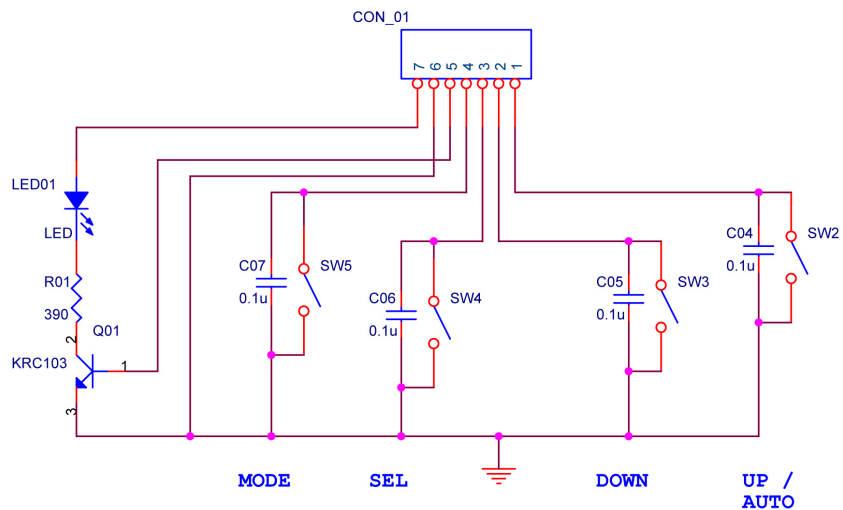 CON_01
7 6 5 4 3 2 1
LED01
LED
R01
390
2
Q01
KRC103
1
3
C07
0.1u
SW5
C06
0.1u
SW4
C05
0.1u
SW3
C04
0.1u
SW2
MODE
SEL
DOWN
UP /
AUTO